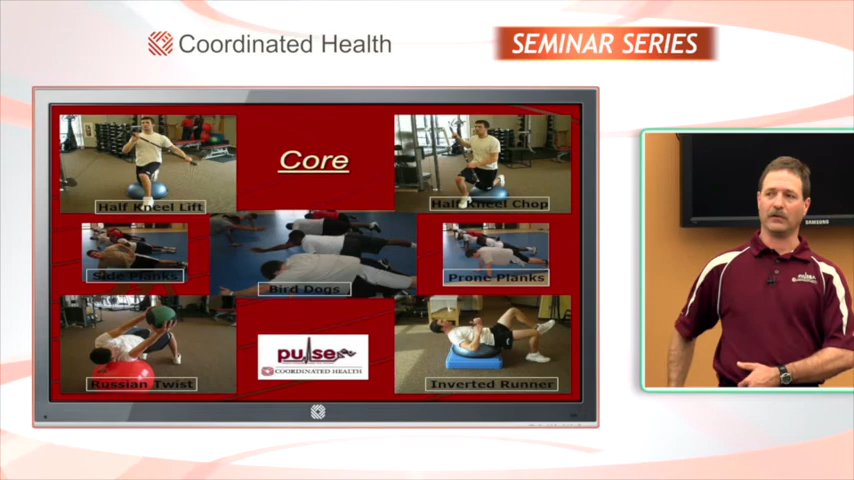 Coordinated Health
SEMINAR SERIES
Core
Half Kneel Lift
Half Kneel Chop
Side Planks
Bird Dogs
Prone Planks
Russian Twist
pulse
COORDINATED HEALTH
Inverted Runner
SAMSUNG